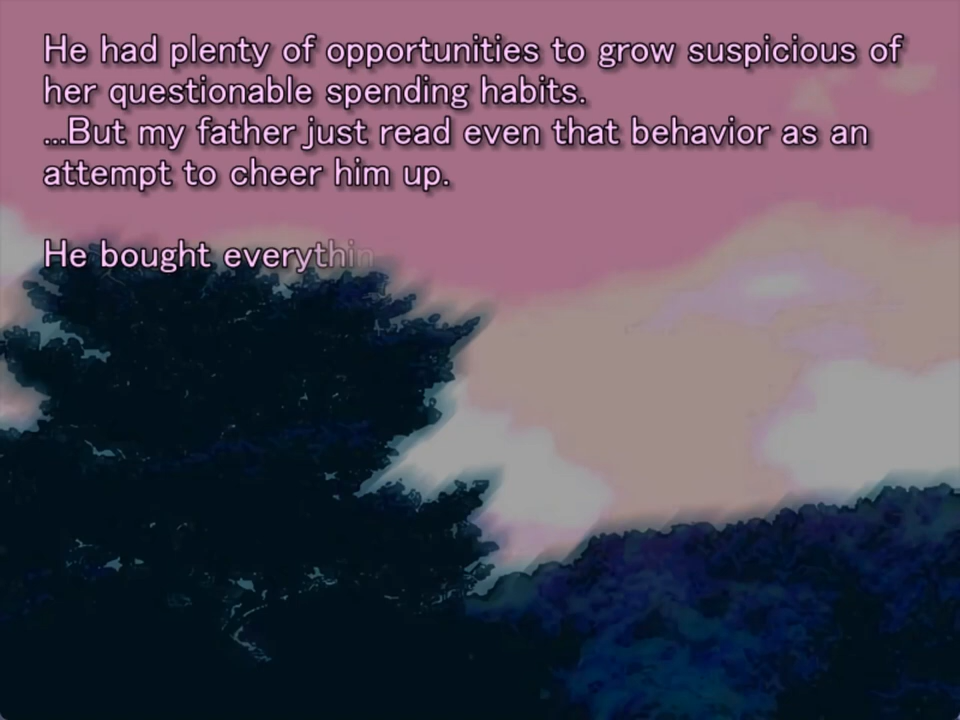 He had plenty of opportunities to grow suspicious of
her questionable spending habits.
...But my father just read even that behavior as an
attempt to cheer him up.
He bought everythin